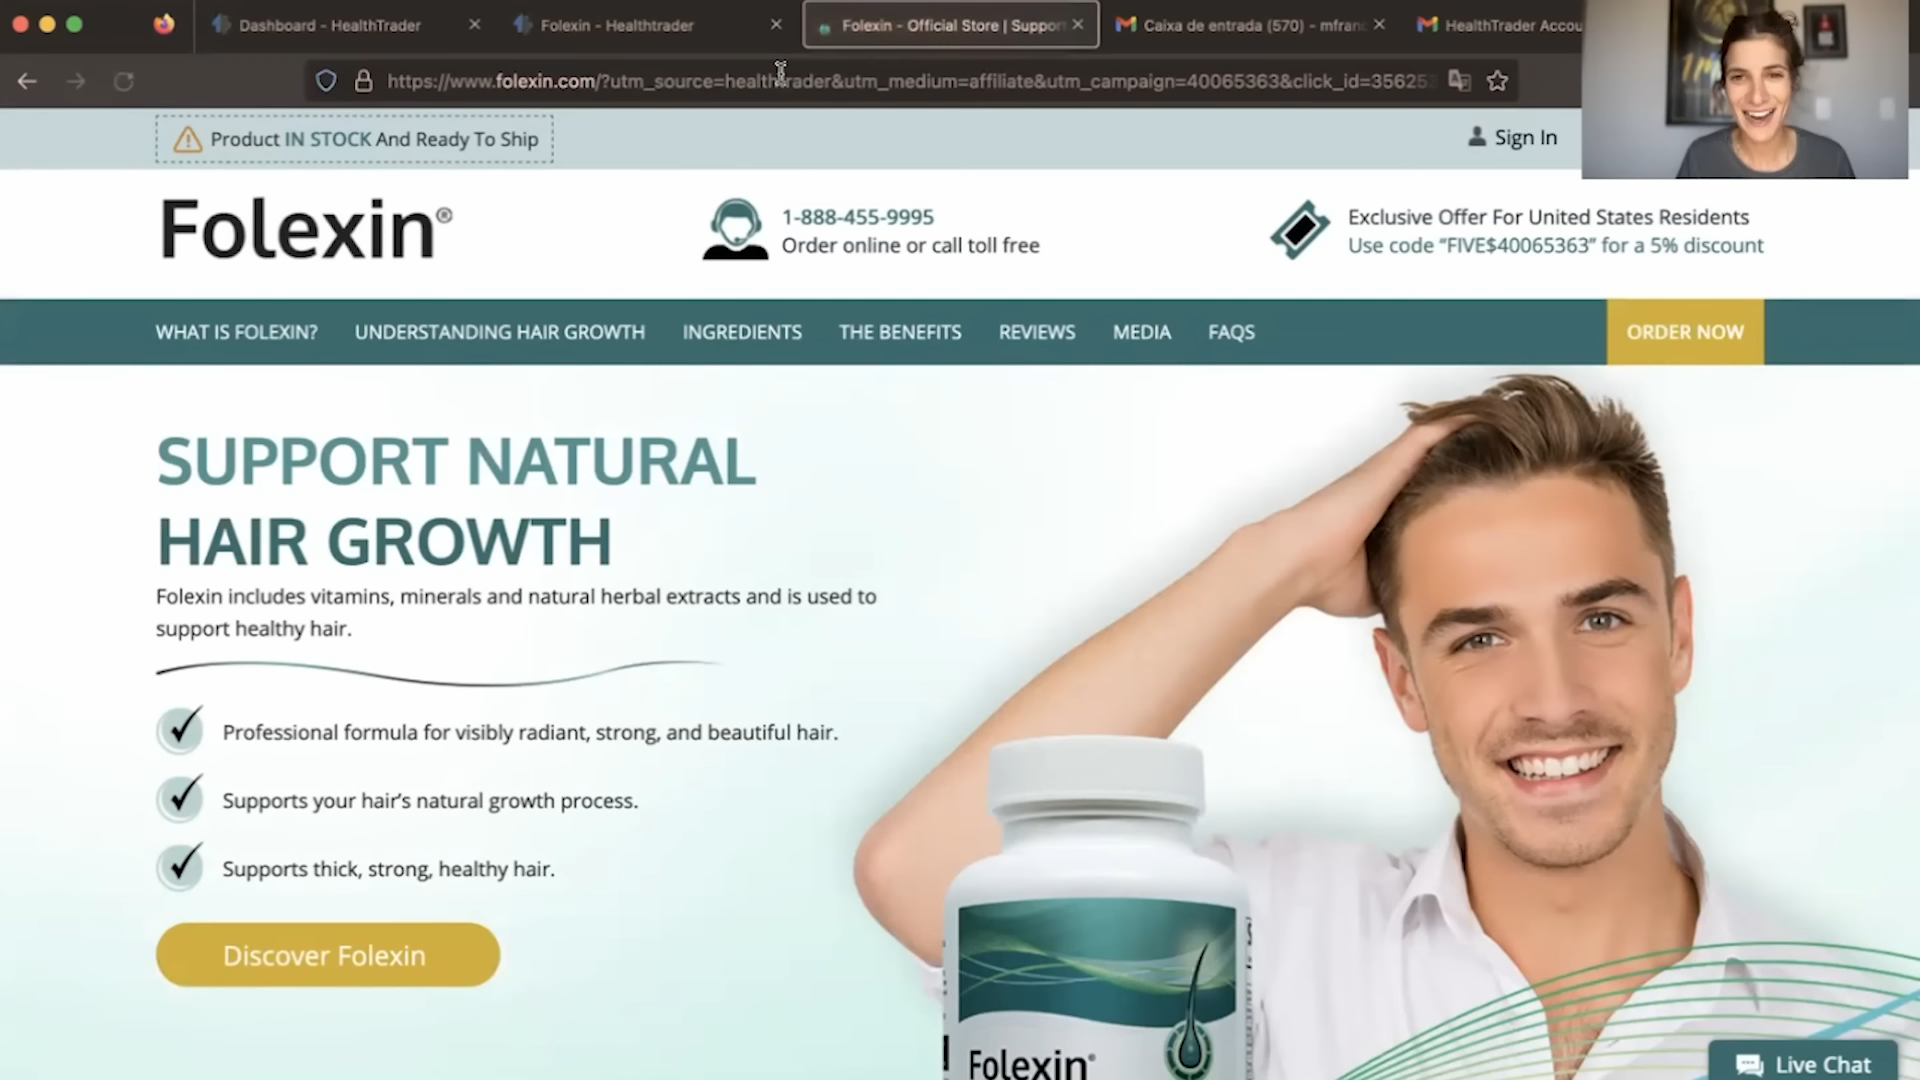 Dashboard - HealthTrader
Folexin - Healthtrader
Folexin - Official Store | Suppor
Caixa de entrada (570) - mfran
HealthTrader Accou
https://www.folexin.com/?utm_source=healthtrader&utm_medium=affiliate&utm_campaign=40065363&click_id=356253
Product IN STOCK And Ready To Ship
Sign In
Folexin®
1-888-455-9995
Order online or call toll free
Exclusive Offer For United States Residents
Use code “FIVE$40065363” for a 5% discount
WHAT IS FOLEXIN? UNDERSTANDING HAIR GROWTH INGREDIENTS THE BENEFITS REVIEWS MEDIA FAQS ORDER NOW
SUPPORT NATURAL
HAIR GROWTH
Folexin includes vitamins, minerals and natural herbal extracts and is used to
support healthy hair.
Professional formula for visibly radiant, strong, and beautiful hair.
Supports your hair’s natural growth process.
Supports thick, strong, healthy hair.
Discover Folexin
Folexin®
Live Chat